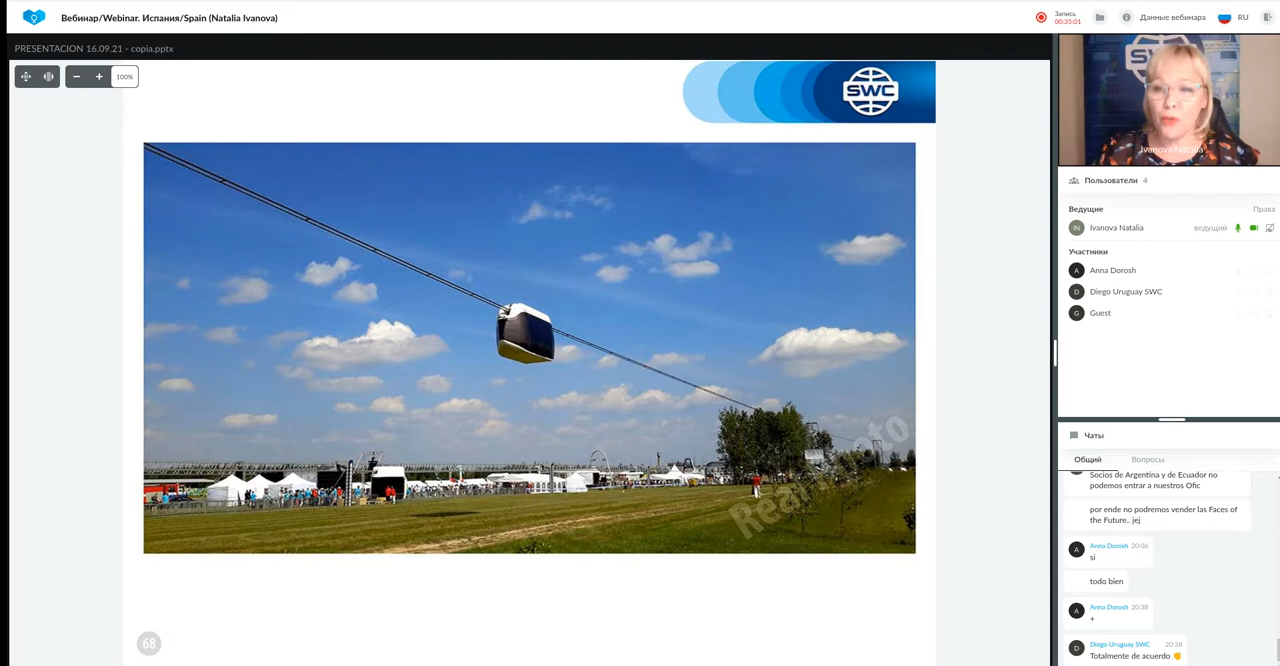 Вебинар/Webinar. Испания/Spain (Natalia Ivanova)
Запись
00:35:01
Данные вебинара
RU
PRESENTACION 16.09.21 - copia.pptx
100%
SWC
Ivanova Natalia
Пользователи 4
Ведущие Права
IN Ivanova Natalia ведущий
Участники
A Anna Dorosh
D Diego Uruguay SWC
G Guest
Real Photo
68
Чаты
Общий Вопросы
Socios de Argentina y de Ecuador no
podemos entrar a nuestros Ofic
por ende no podremos vender las Faces of
the Future.. jej
A Anna Dorosh 20:06
si
todo bien
A Anna Dorosh 20:38
+
D Diego Uruguay SWC 20:38
Totalmente de acuerdo